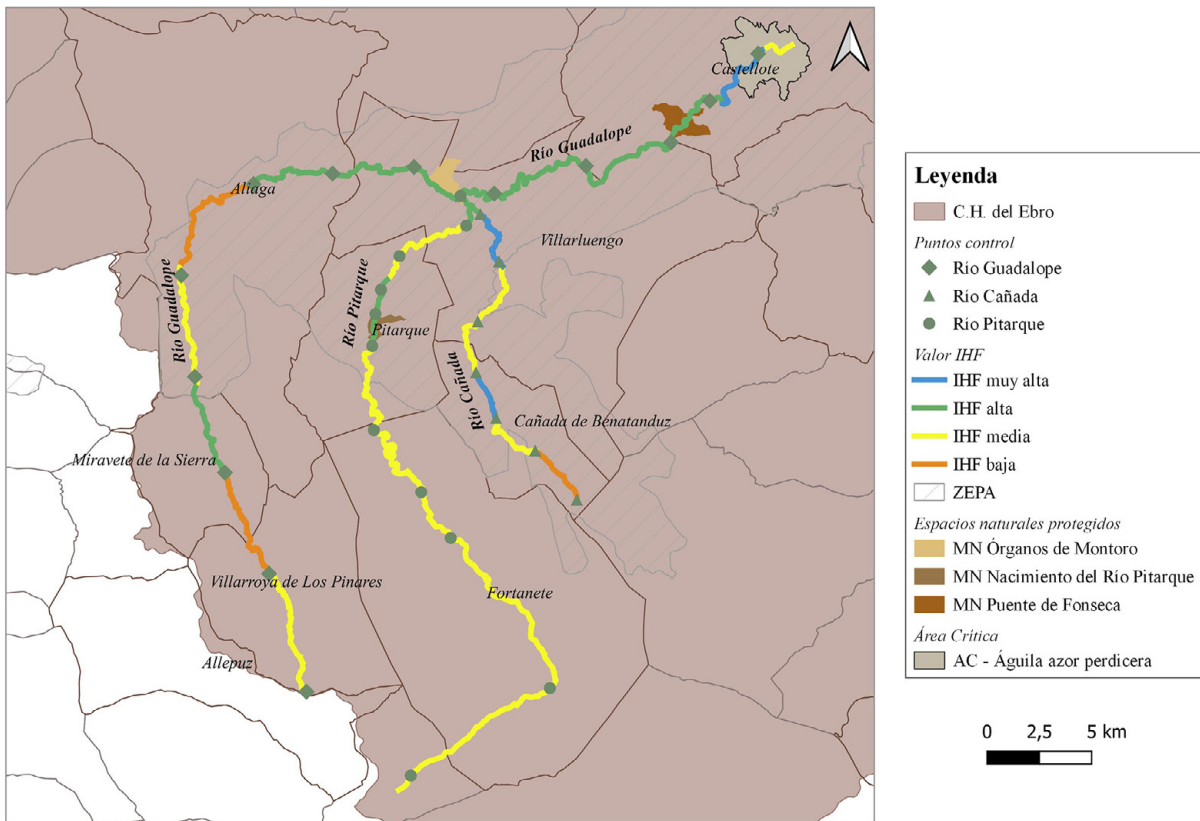 Castellote
Río Guadalope
Aliaga
Villarluengo
Río Guadalope
Río Pitarque
Pitarque
Río Cañada
Cañada de Benatanduz
Miravete de la Sierra
Villarroya de Los Pinares
Fortanete
Allepuz
Leyenda
C.H. del Ebro
Puntos control
Río Guadalope
Río Cañada
Río Pitarque
Valor IHF
IHF muy alta
IHF alta
IHF media
IHF baja
ZEPA
Espacios naturales protegidos
MN Órganos de Montoro
MN Nacimiento del Río Pitarque
MN Puente de Fonseca
Área Crítica
AC - Águila azor perdicera
0 2,5 5 km